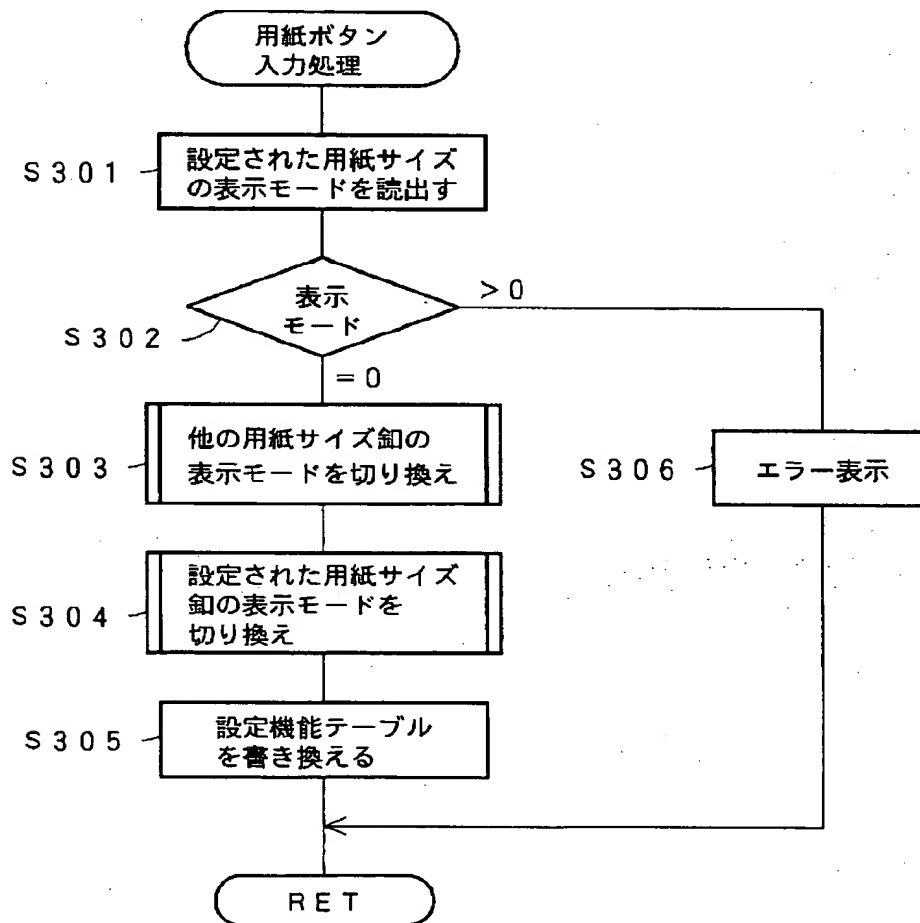 用紙ボタン
入力処理
S301
設定された用紙サイズ
の表示モードを読出す
表示
モード
>0
S302
=0
他の用紙サイズ釦の
表示モードを切り換え
S303
S306
エラー表示
設定された用紙サイズ
釦の表示モードを
切り換え
S304
設定機能テーブル
を書き換える
S305
RET